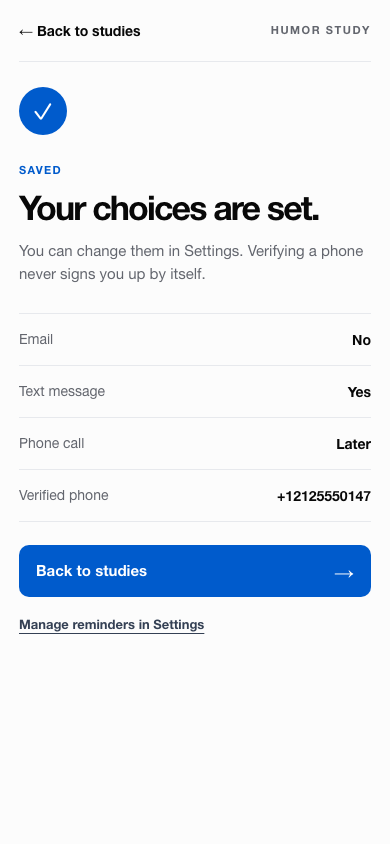 ← Back to studies
HUMOR STUDY
SAVED
Your choices are set.
You can change them in Settings. Verifying a phone
never signs you up by itself.
Email No
Text message Yes
Phone call Later
Verified phone +12125550147
Back to studies →
Manage reminders in Settings